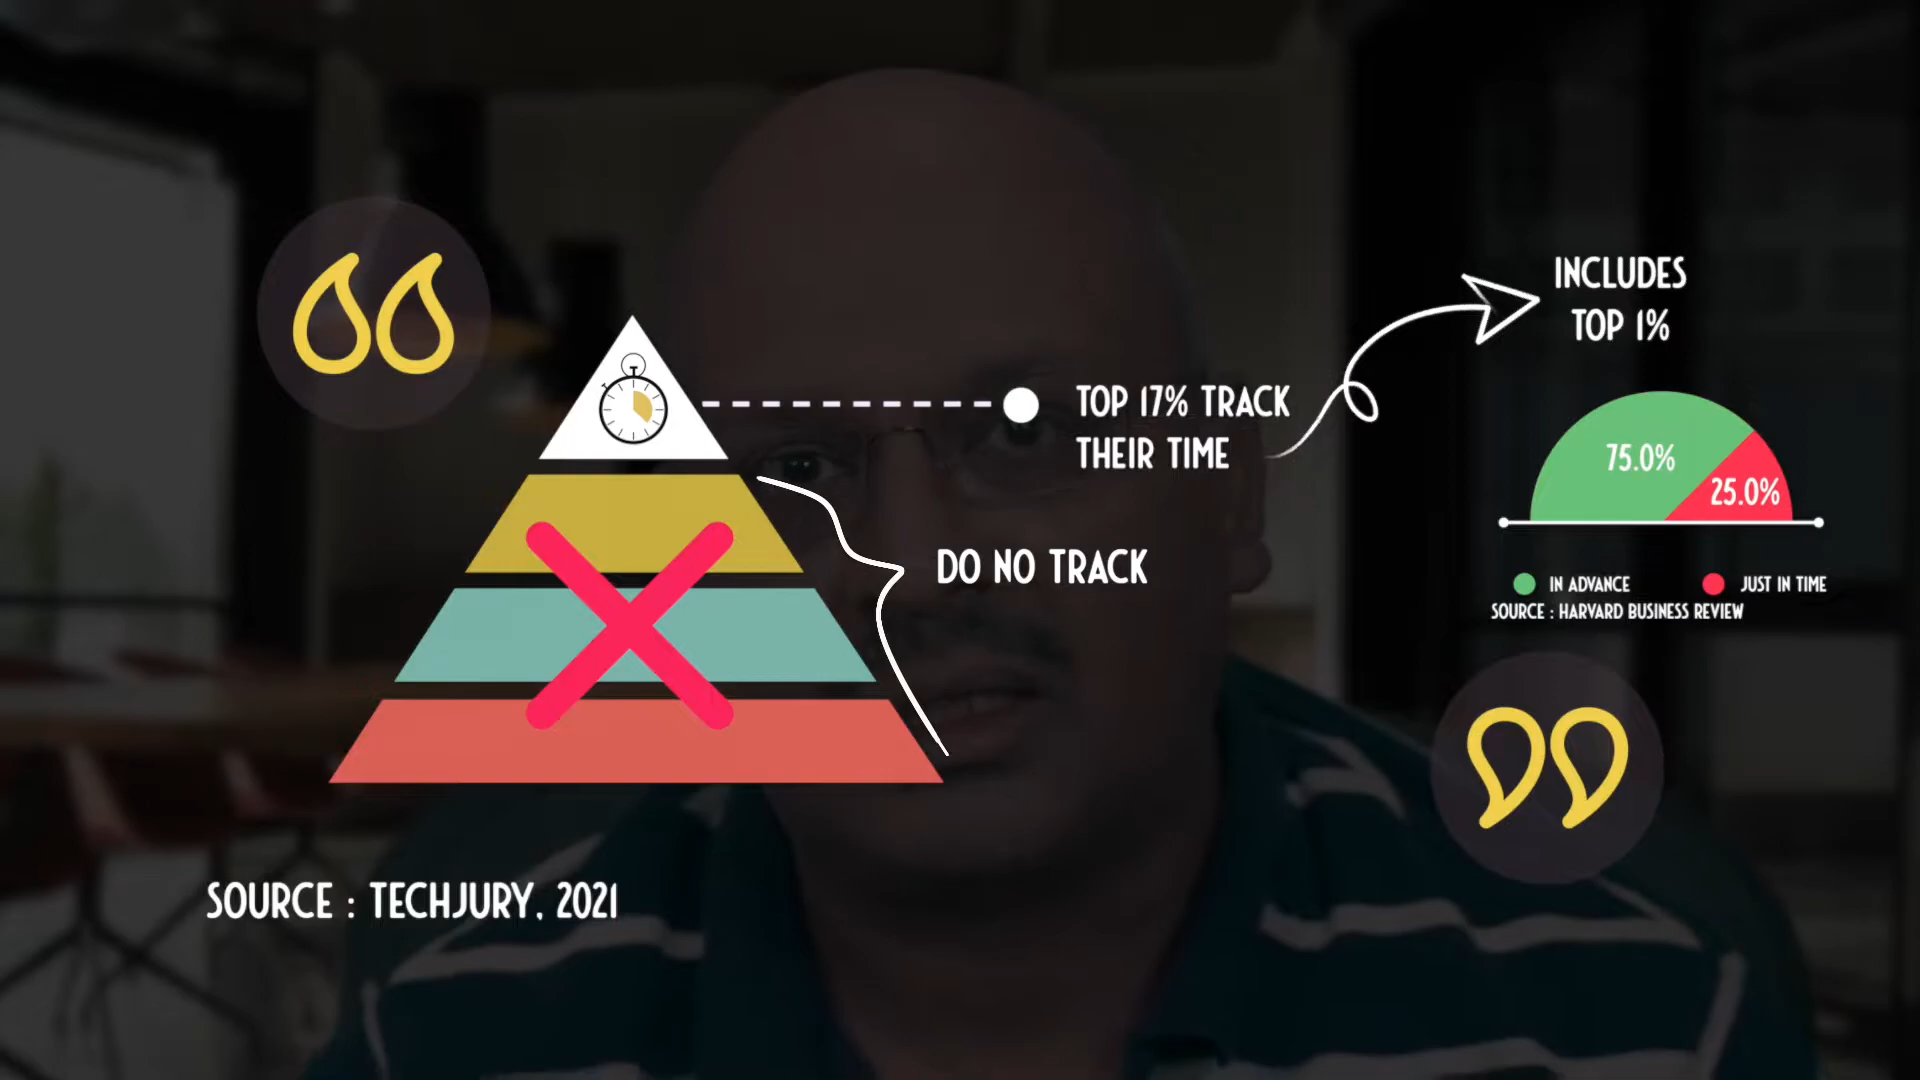 INCLUDES
TOP 1%
TOP 17% TRACK
THEIR TIME
75.0%
25.0%
DO NO TRACK
IN ADVANCE
JUST IN TIME
SOURCE : HARVARD BUSINESS REVIEW
SOURCE : TECHJURY, 2021